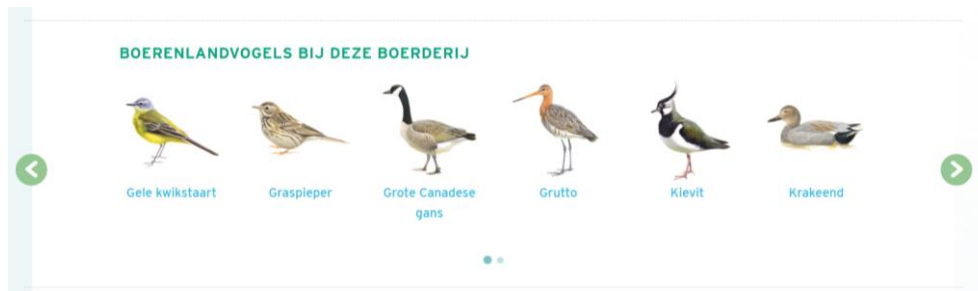 BOERENLANDVOGELS BIJ DEZE BOERDERIJ
Gele kwikstaart
Graspieper
Grote Canadese
gans
Grutto
Kievit
Krakeend